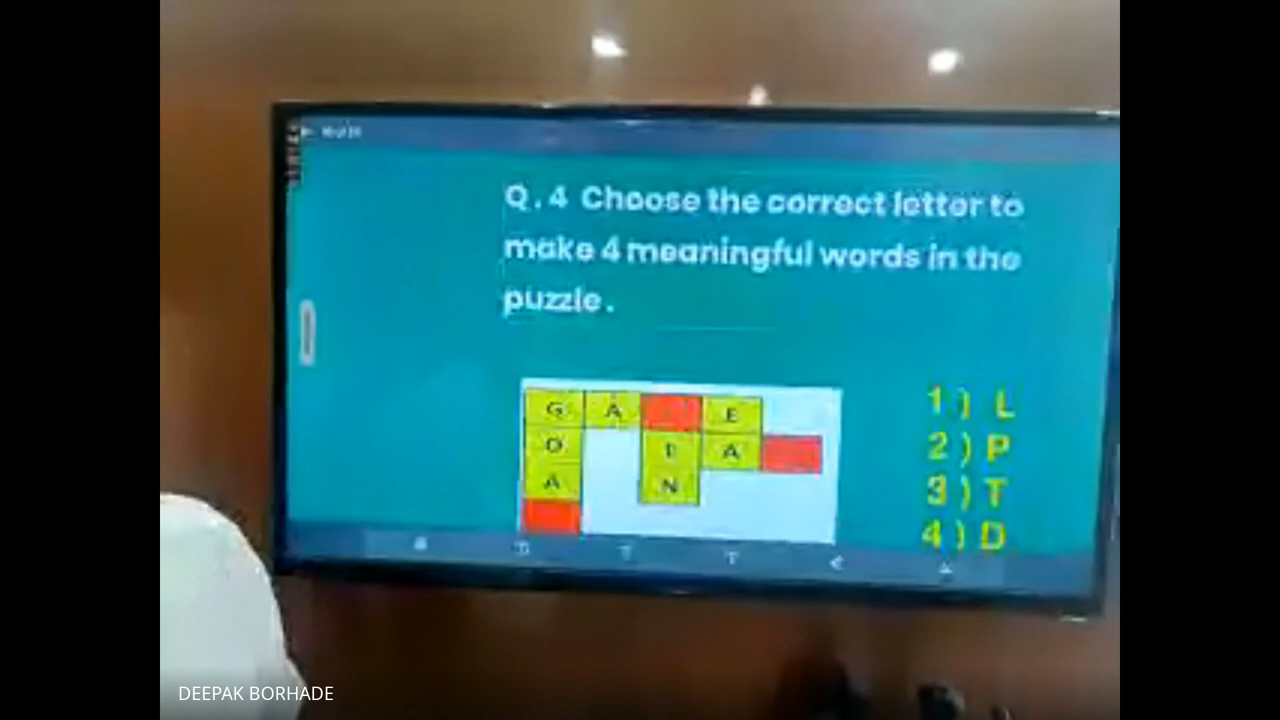 Q.4 Choose the correct letter to
make 4 meaningful words in the
puzzle.
G A E
O I A
A N
1) L
2) P
3) T
4) D
DEEPAK BORHADE